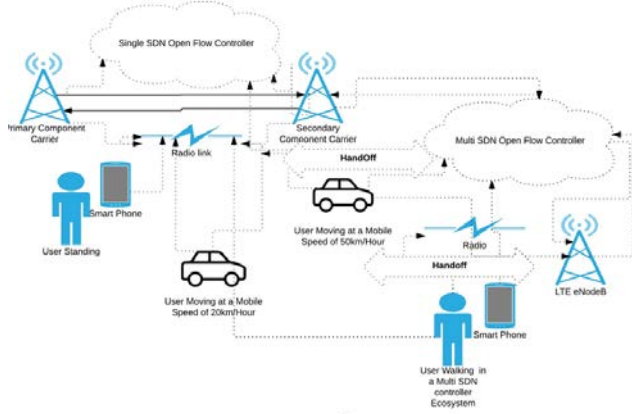 Single SDN Open Flow Controller
Primary Component
Carrier
Secondary
Component Carrier
Radio link
Multi SDN Open Flow Controller
HandOff
Smart Phone
User Standing
User Moving at a Mobile
Speed of 50km/Hour
Radio
Handoff
LTE eNodeB
User Moving at a Mobile
Speed of 20km/Hour
Smart Phone
User Walking in
a Multi SDN
controller
Ecosystem